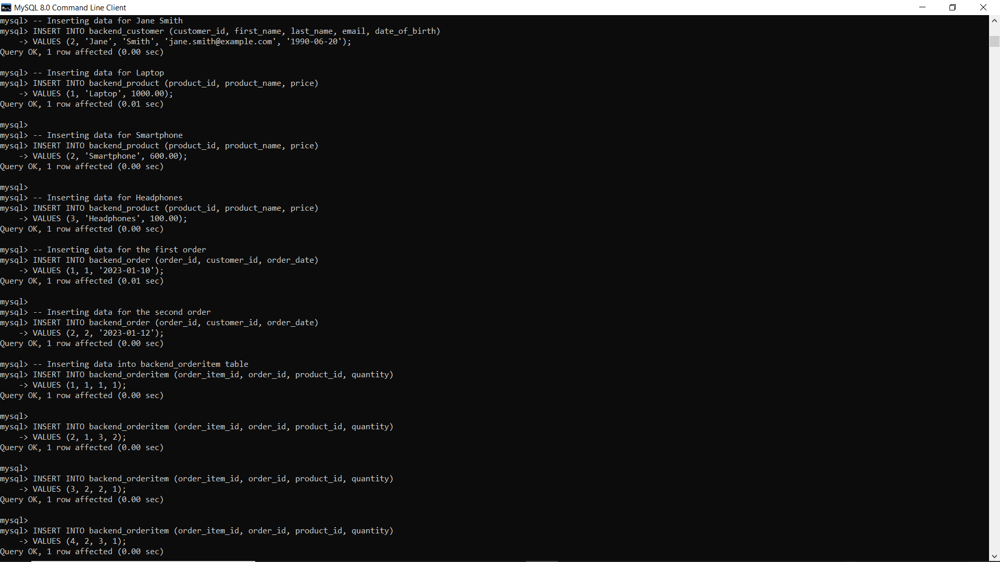 MySQL 8.0 Command Line Client
mysql> -- Inserting data for Jane Smith
mysql> INSERT INTO backend_customer (customer_id, first_name, last_name, email, date_of_birth)
    -> VALUES (2, 'Jane', 'Smith', 'jane.smith@example.com', '1990-06-20');
Query OK, 1 row affected (0.00 sec)

mysql> -- Inserting data for Laptop
mysql> INSERT INTO backend_product (product_id, product_name, price)
    -> VALUES (1, 'Laptop', 1000.00);
Query OK, 1 row affected (0.01 sec)

mysql>
mysql> -- Inserting data for Smartphone
mysql> INSERT INTO backend_product (product_id, product_name, price)
    -> VALUES (2, 'Smartphone', 600.00);
Query OK, 1 row affected (0.00 sec)

mysql>
mysql> -- Inserting data for Headphones
mysql> INSERT INTO backend_product (product_id, product_name, price)
    -> VALUES (3, 'Headphones', 100.00);
Query OK, 1 row affected (0.00 sec)

mysql> -- Inserting data for the first order
mysql> INSERT INTO backend_order (order_id, customer_id, order_date)
    -> VALUES (1, 1, '2023-01-10');
Query OK, 1 row affected (0.01 sec)

mysql>
mysql> -- Inserting data for the second order
mysql> INSERT INTO backend_order (order_id, customer_id, order_date)
    -> VALUES (2, 2, '2023-01-12');
Query OK, 1 row affected (0.00 sec)

mysql> -- Inserting data into backend_orderitem table
mysql> INSERT INTO backend_orderitem (order_item_id, order_id, product_id, quantity)
    -> VALUES (1, 1, 1, 1);
Query OK, 1 row affected (0.00 sec)

mysql>
mysql> INSERT INTO backend_orderitem (order_item_id, order_id, product_id, quantity)
    -> VALUES (2, 1, 3, 2);
Query OK, 1 row affected (0.00 sec)

mysql>
mysql> INSERT INTO backend_orderitem (order_item_id, order_id, product_id, quantity)
    -> VALUES (3, 2, 2, 1);
Query OK, 1 row affected (0.00 sec)

mysql>
mysql> INSERT INTO backend_orderitem (order_item_id, order_id, product_id, quantity)
    -> VALUES (4, 2, 3, 1);
Query OK, 1 row affected (0.00 sec)